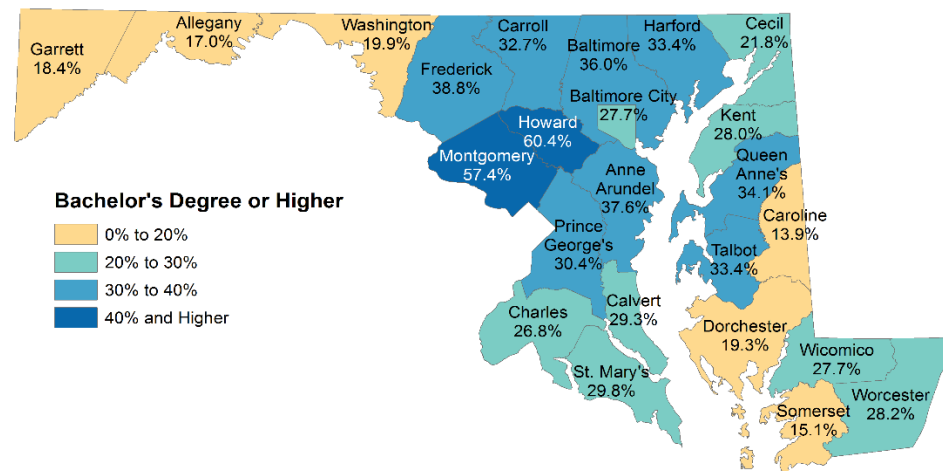 Garrett
18.4%
Allegany
17.0%
Washington
19.9%
Frederick
38.8%
Carroll
32.7%
Baltimore
36.0%
Harford
33.4%
Cecil
21.8%
Baltimore City
27.7%
Howard
60.4%
Montgomery
57.4%
Kent
28.0%
Queen
Anne's
34.1%
Anne
Arundel
37.6%
Caroline
13.9%
Talbot
33.4%
Prince
George's
30.4%
Bachelor's Degree or Higher
0% to 20%
20% to 30%
30% to 40%
40% and Higher
Charles
26.8%
Calvert
29.3%
St. Mary's
29.8%
Dorchester
19.3%
Wicomico
27.7%
Worcester
28.2%
Somerset
15.1%